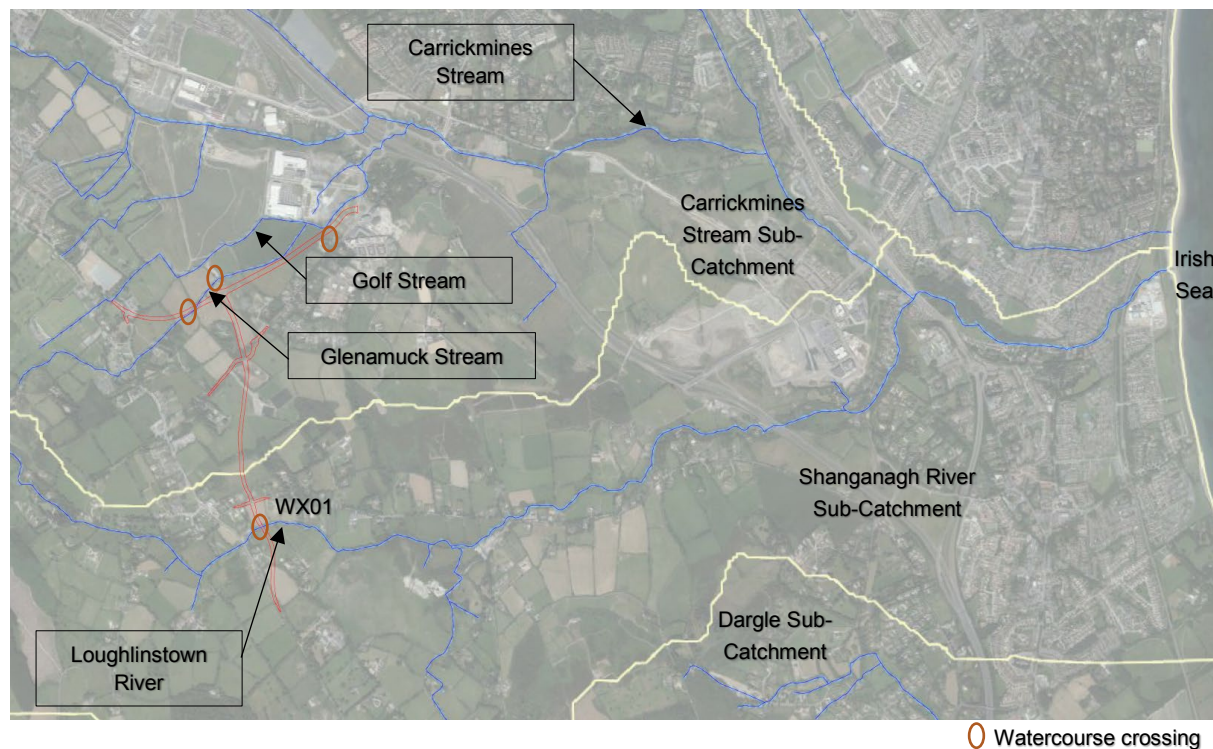 Carrickmines
Stream
Carrickmines
Stream Sub-
Catchment
Irish
Sea
Golf Stream
Glenamuck Stream
Shanganagh River
Sub-Catchment
WX01
Dargle Sub-
Catchment
Loughlinstown
River
Watercourse crossing